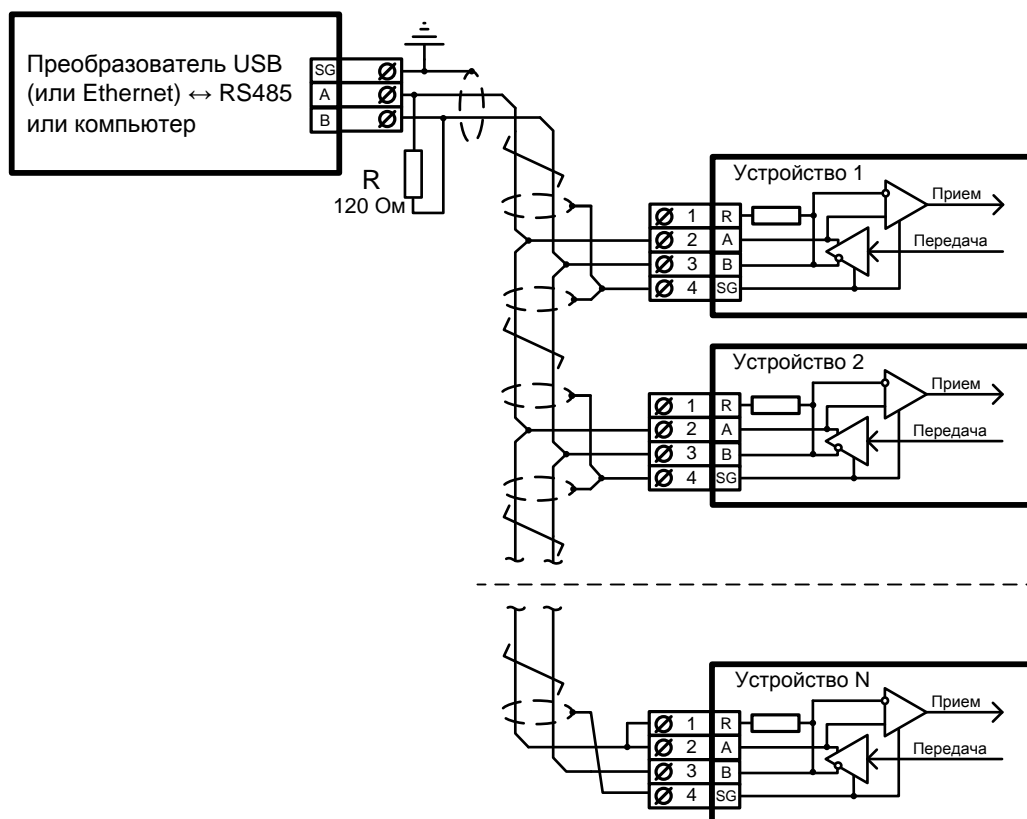 Преобразователь USB
(или Ethernet) ↔ RS485
или компьютер
SG
A
B
R
120 Ом
Устройство 1
1 R
2 A
3 B
4 SG
Прием
Передача
Устройство 2
1 R
2 A
3 B
4 SG
Прием
Передача
Устройство N
1 R
2 A
3 B
4 SG
Прием
Передача